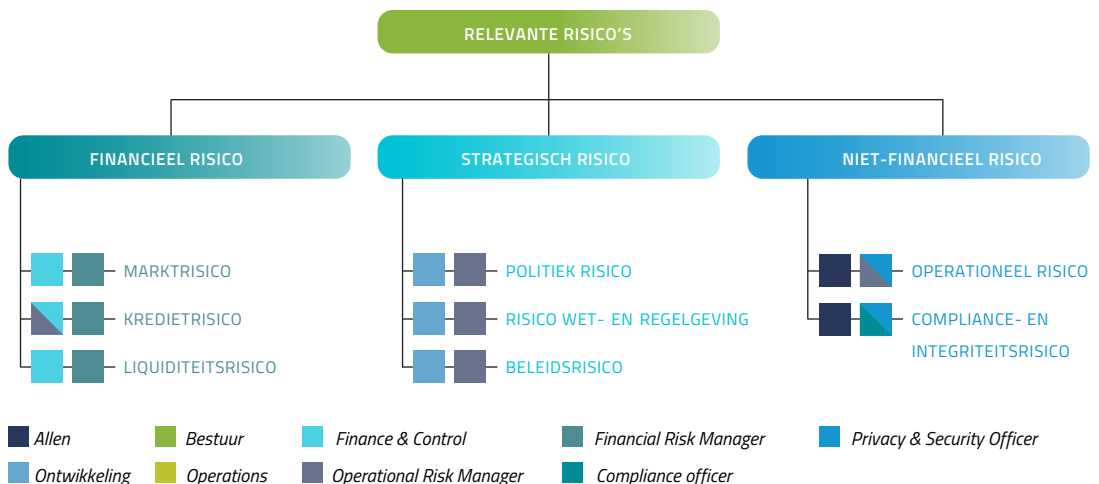 RELEVANTE RISICO'S
FINANCIEEL RISICO
STRATEGISCH RISICO
NIET-FINANCIEEL RISICO
MARKTRISICO
KREDIETRISICO
LIQUIDITEITSRISICO
POLITIEK RISICO
RISICO WET- EN REGELGEVING
BELEIDSRISICO
OPERATIONEEL RISICO
COMPLIANCE- EN
INTEGRITEITSRISICO
Allen
Bestuur
Finance & Control
Financial Risk Manager
Privacy & Security Officer
Ontwikkeling
Operations
Operational Risk Manager
Compliance officer